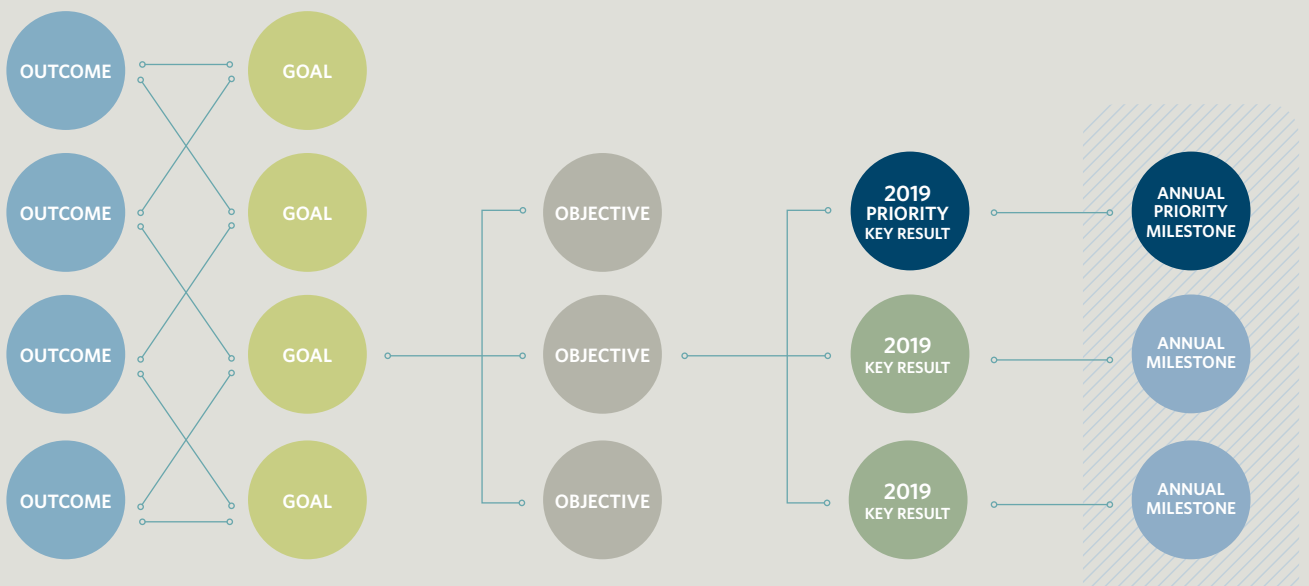 OUTCOME
GOAL
OUTCOME
GOAL
OBJECTIVE
2019
PRIORITY
KEY RESULT
ANNUAL
PRIORITY
MILESTONE
OUTCOME
GOAL
OBJECTIVE
2019
KEY RESULT
ANNUAL
MILESTONE
OUTCOME
GOAL
OBJECTIVE
2019
KEY RESULT
ANNUAL
MILESTONE